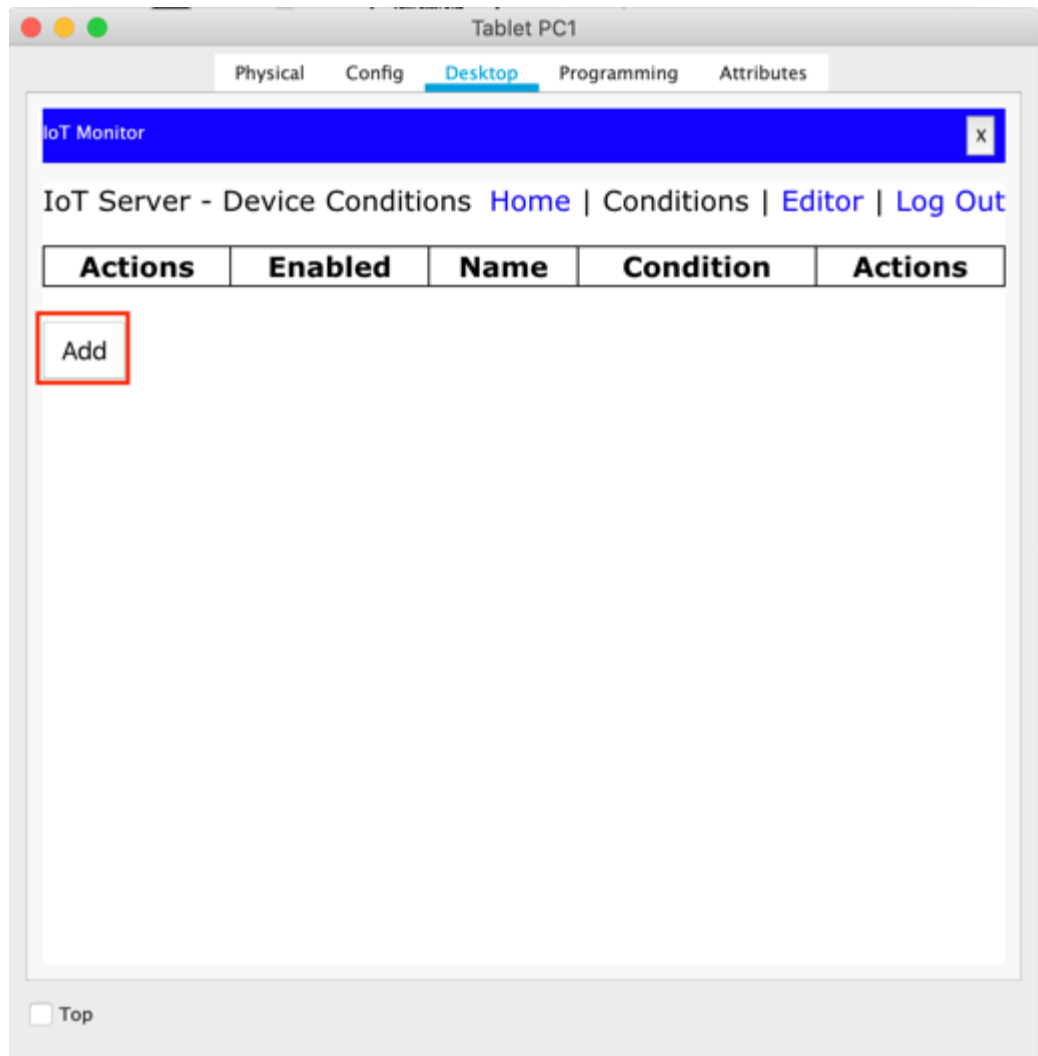 Tablet PC1
Physical Config Desktop Programming Attributes
IoT Monitor X
IoT Server - Device Conditions Home | Conditions | Editor | Log Out
Actions Enabled Name Condition Actions
Add
Top